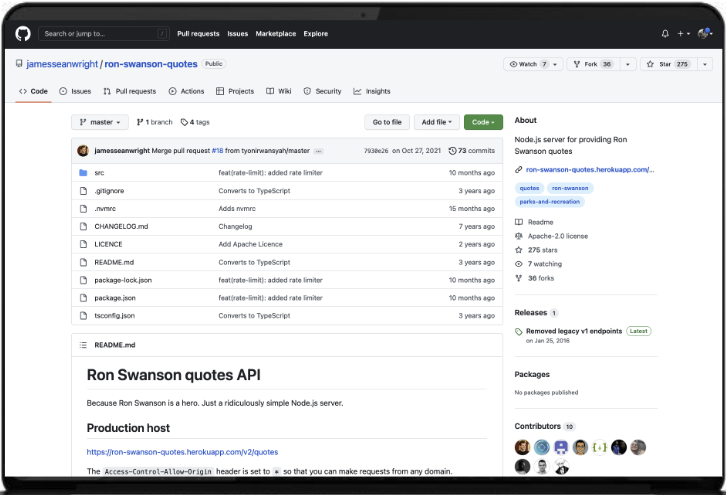 Search or jump to... / Pull requests Issues Marketplace Explore
jamesseanwright / ron-swanson-quotes Public Watch 7 Fork 36 Star 275
Code Issues Pull requests Actions Projects Wiki Security Insights
master 1 branch 4 tags Go to file Add file Code
jamesseanwright Merge pull request #18 from tyonirwansyah/master ... 7930e26 on Oct 27, 2021 73 commits
src feat(rate-limit): added rate limiter 10 months ago
.gitignore Converts to TypeScript 3 years ago
.nvmrc Adds nvmrc 15 months ago
CHANGELOG.md Changelog 7 years ago
LICENCE Add Apache Licence 2 years ago
README.md Converts to TypeScript 3 years ago
package-lock.json feat(rate-limit): added rate limiter 10 months ago
package.json feat(rate-limit): added rate limiter 10 months ago
tsconfig.json Converts to TypeScript 3 years ago
README.md
Ron Swanson quotes API
Because Ron Swanson is a hero. Just a ridiculously simple Node.js server.
Production host
https://ron-swanson-quotes.herokuapp.com/v2/quotes
The Access-Control-Allow-Origin header is set to * so that you can make requests from any domain.
About
Node.js server for providing Ron
Swanson quotes
ron-swanson-quotes.herokuapp.com/...
quotes ron-swanson
parks-and-recreation
Readme
Apache-2.0 license
275 stars
7 watching
36 forks
Releases 1
Removed legacy v1 endpoints Latest
on Jan 25, 2016
Packages
No packages published
Contributors 10